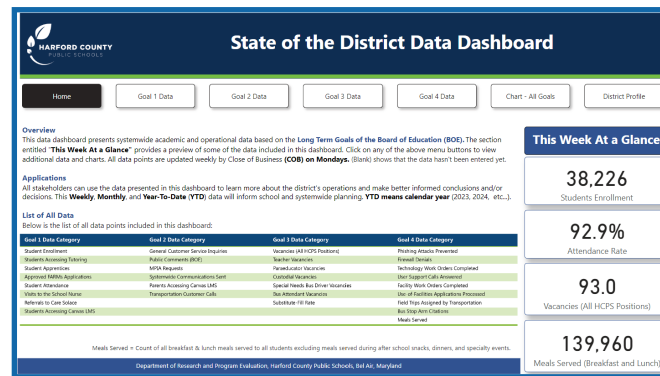 HARFORD COUNTY
PUBLIC SCHOOLS
State of the District Data Dashboard
Home
Goal 1 Data
Goal 2 Data
Goal 3 Data
Goal 4 Data
Chart - All Goals
District Profile
Overview
This data dashboard presents systemwide academic and operational data based on the Long Term Goals of the Board of Education (BOE). The section
entitled "This Week At a Glance" provides a preview of some of the data included in this dashboard. Click on any of the above menu buttons to view
additional data and charts. All data points are updated weekly by Close of Business (COB) on Mondays. (Blank) shows that the data hasn't been entered yet.
Applications
All stakeholders can use the data presented in this dashboard to learn more about the district's operations and make better informed conclusions and/or
decisions. This Weekly, Monthly, and Year-To-Date (YTD) data will inform school and systemwide planning. YTD means calendar year (2023, 2024, etc...).
List of All Data
Below is the list of all data points included in this dashboard:
Goal 1 Data Category Goal 2 Data Category Goal 3 Data Category Goal 4 Data Category
Student Enrollment General Customer Service Inquiries Vacancies (All HCPS Positions) Phishing Attacks Prevented
Students Accessing Tutoring Public Comments (BOE) Teacher Vacancies Firewall Denials
Student Apprentices MPIA Requests Paraeducator Vacancies Technology Work Orders Completed
Approved FARMs Applications Systemwide Communications Sent Custodial Vacancies User Support Calls Answered
Student Attendance Parents Accessing Canvas LMS Special Needs Bus Driver Vacancies Facility Work Orders Completed
Visits to the School Nurse Transportation Customer Calls Bus Attendant Vacancies Use-of-Facilities Applications Processed
Referrals to Care Solace Substitute-Fill Rate Field Trips Assigned by Transportation
Students Accessing Canvas LMS Bus Stop Arm Citations
Meals Served
Meals Served = Count of all breakfast & lunch meals served to all students excluding meals served during after school snacks, dinners, and specialty events.
Department of Research and Program Evaluation, Harford County Public Schools, Bel Air, Maryland
This Week At a Glance
38,226
Students Enrollment
92.9%
Attendance Rate
93.0
Vacancies (All HCPS Positions)
139,960
Meals Served (Breakfast and Lunch)